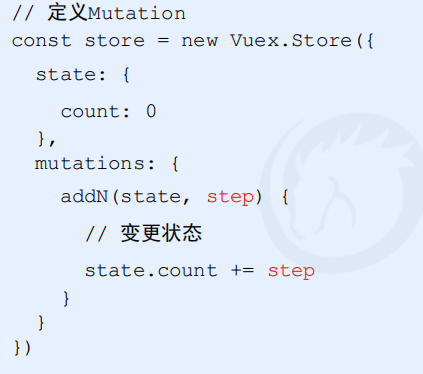 // 定义Mutation
const store = new Vuex.Store({
  state: {
    count: 0
  },
  mutations: {
    addN(state, step) {
      // 变更状态
      state.count += step
    }
  }
})